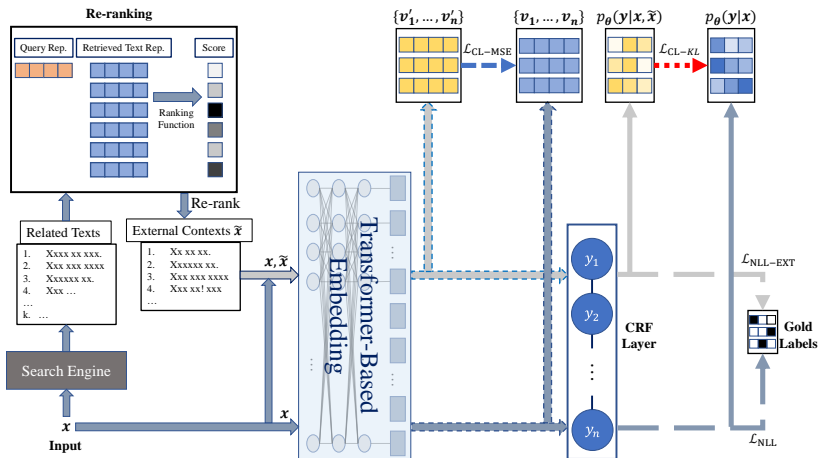 Re-ranking
Query Rep.
Retrieved Text Rep.
Score
Ranking
Function
Re-rank
Related Texts
1. Xxxx xx xxx.
2. Xxx xxx xxxx
3. Xxxxxx xx.
4. Xxx ...
...
k. ...
External Contexts x̃
1. Xx xx xx.
2. Xxxxxx xx.
3. Xxx xxx xxxx
4. Xxx xx! xxx
...
Search Engine
x
Input
x, x̃
x
Transformer-Based
Embedding
...
...
...
...
{v′₁, ..., v′ₙ}
ℒCL−MSE
{v₁, ..., vₙ}
pθ(y|x, x̃)
ℒCL−KL
pθ(y|x)
y₁
y₂
...
yₙ
CRF
Layer
ℒNLL−EXT
Gold
Labels
ℒNLL